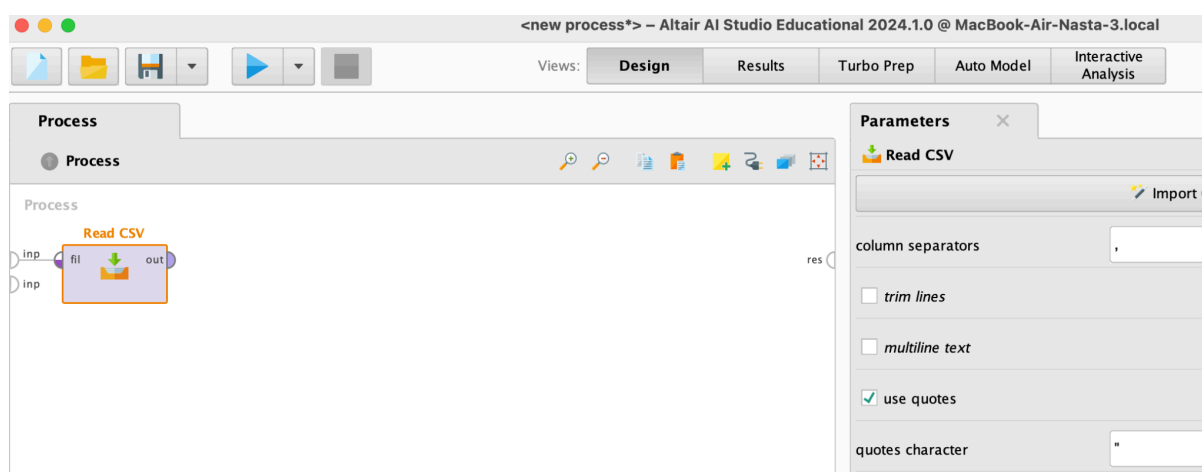 <new process*> – Altair AI Studio Educational 2024.1.0 @ MacBook-Air-Nasta-3.local
Views: Design Results Turbo Prep Auto Model Interactive Analysis
Process
Process
Process
Read CSV
inp fil out
inp
res
Parameters
Read CSV
Import
column separators ,
trim lines
multiline text
use quotes
quotes character "